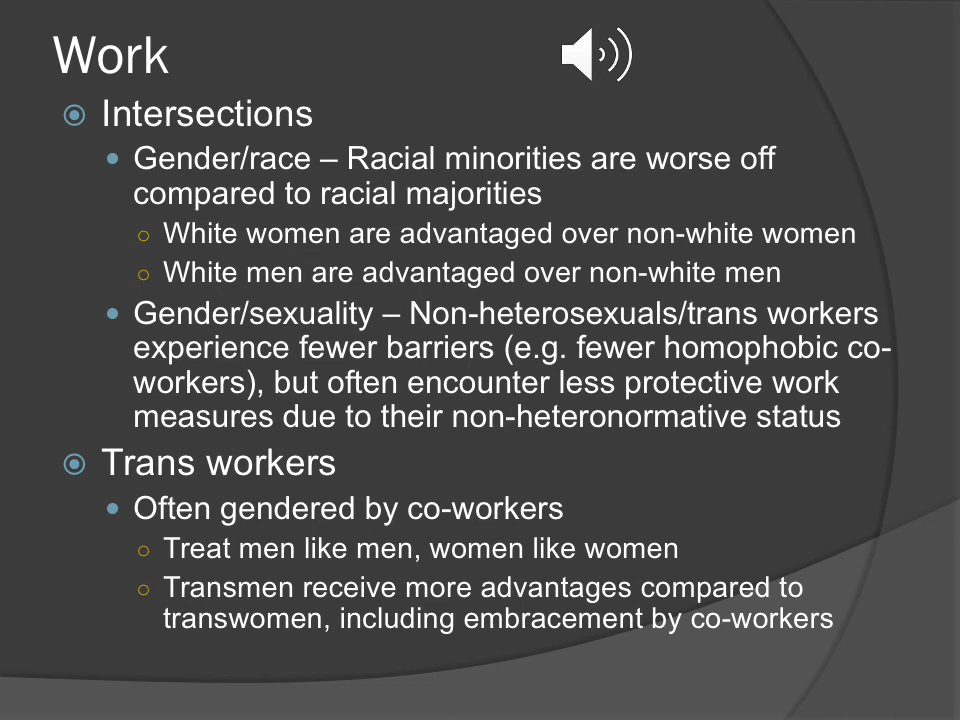 Work
Intersections
Gender/race – Racial minorities are worse off
compared to racial majorities
White women are advantaged over non-white women
White men are advantaged over non-white men
Gender/sexuality – Non-heterosexuals/trans workers
experience fewer barriers (e.g. fewer homophobic co-
workers), but often encounter less protective work
measures due to their non-heteronormative status
Trans workers
Often gendered by co-workers
Treat men like men, women like women
Transmen receive more advantages compared to
transwomen, including embracement by co-workers